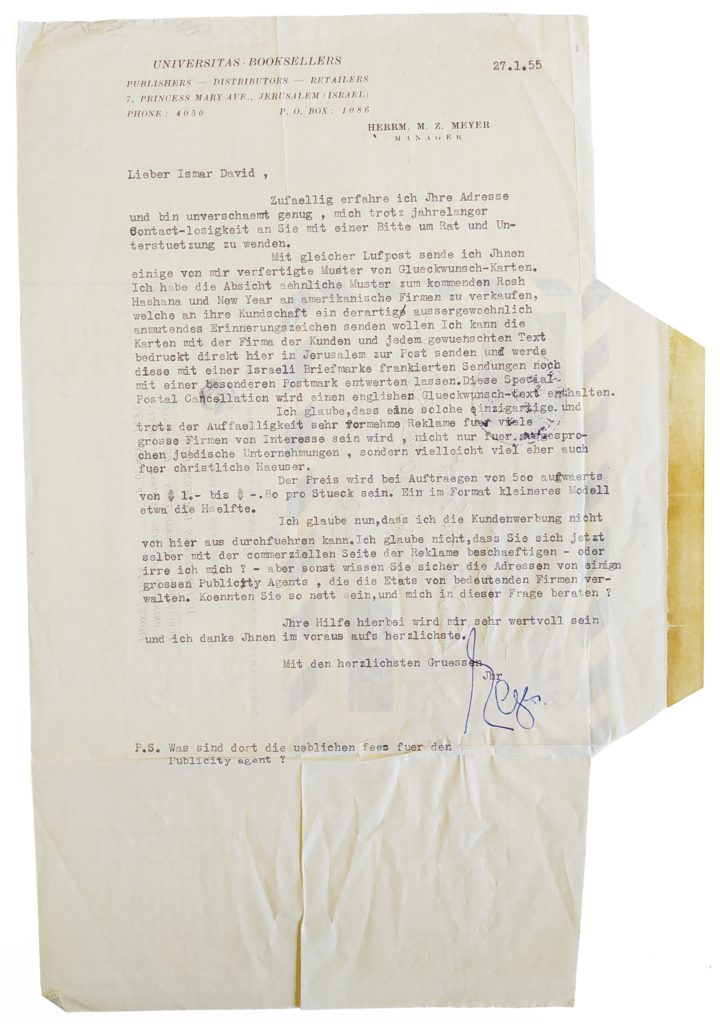 UNIVERSITAS-BOOKSELLERS
27.1.55
PUBLISHERS — DISTRIBUTORS — RETAILERS
7, PRINCESS MARY AVE., JERUSALEM (ISRAEL)
PHONE: 4050 P. O. BOX: 1086
HERRM. M. Z. MEYER
MANAGER
Lieber Ismar David ,
Zufaellig erfahre ich Jhre Adresse
und bin unverschaemt genug , mich trotz jahrelanger
Contact-losigkeit an Sie mit einer Bitte um Rat und Un-
terstuetzung zu wenden.
Mit gleicher Lufpost sende ich Jhnen
einige von mir verfertigte Muster von Glueckwunsch-Karten.
Ich habe die Absicht aehnliche Muster zum kommenden Rosh
Hashana und New Year an amerikanische Firmen zu verkaufen,
welche an ihre Kundschaft ein derartig aussergewoehnlich
anmutendes Erinnerungszeichen senden wollen Ich kann die
Karten mit der Firma der Kunden und jedem gewuenschten Text
bedruckt direkt hier in Jerusalem zur Post senden und werde
diese mit einer Israeli Briefmarke frankierten Sendungen noch
mit einer besonderen Postmark entwerten lassen.Diese Special-
Postal Cancellation wird einen englishen Glueckwunsch-text enthalten.
Ich glaube,dass eine solche einzigartige und
trotz der Auffaelligkeit sehr fornehme Reklame fuer viele
grosse Firmen von Interesse sein wird , nicht nur fuer ausgespro-
chen juedische Unternehmungen , sondern vielleicht viel eher auch
fuer christliche Haeuser.
Der Preis wird bei Auftraegen von 500 aufwaerts
von $ 1.- bis $ -.80 pro Stueck sein. Ein im Format kleineres Modell
etwa die Haelfte.
Ich glaube nun,dass ich die Kundenwerbung nicht
von hier aus durchfuehren kann.Ich glaube nicht,dass Sie sich jetzt
selber mit der commerziellen Seite der Reklame beschaeftigen - oder
irre ich mich ? - aber sonst wissen Sie sicher die Adressen von einign
grossen Publicity Agents , die die Etats von bedeutenden Firmen ver-
walten. Koennten Sie so nett sein,und mich in dieser Frage beraten ?
Jhre Hilfe hierbei wird mir sehr wertvoll sein
und ich danke Jhnen im voraus aufs herzlichste.
Mit den herzlichsten Gruessen
Jhr
P.S. Was sind dort die ueblichen fees fuer den
Publicity agent ?